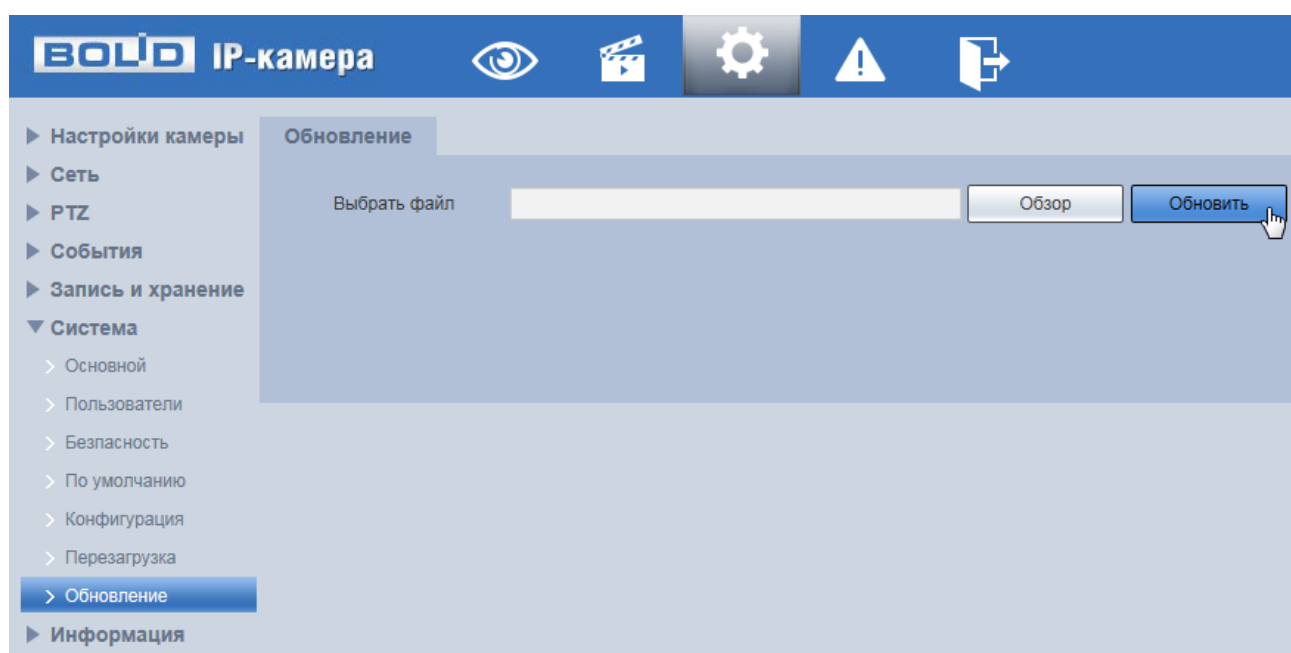 BOLID IP-камера
Настройки камеры
Сеть
PTZ
События
Запись и хранение
Система
Основной
Пользователи
Безпасность
По умолчанию
Конфигурация
Перезагрузка
Обновление
Информация
Обновление
Выбрать файл Обзор Обновить